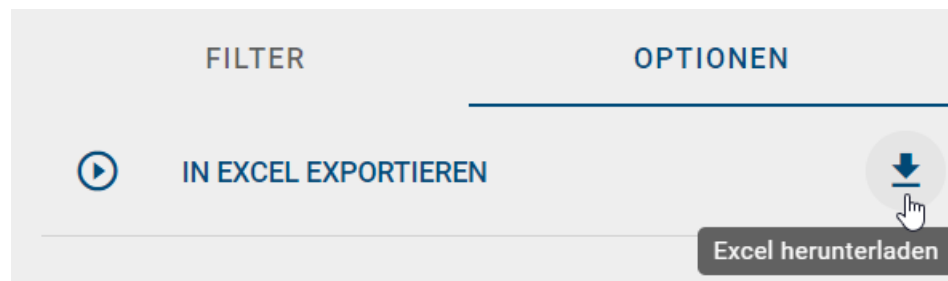 FILTER OPTIONEN
IN EXCEL EXPORTIEREN
Excel herunterladen